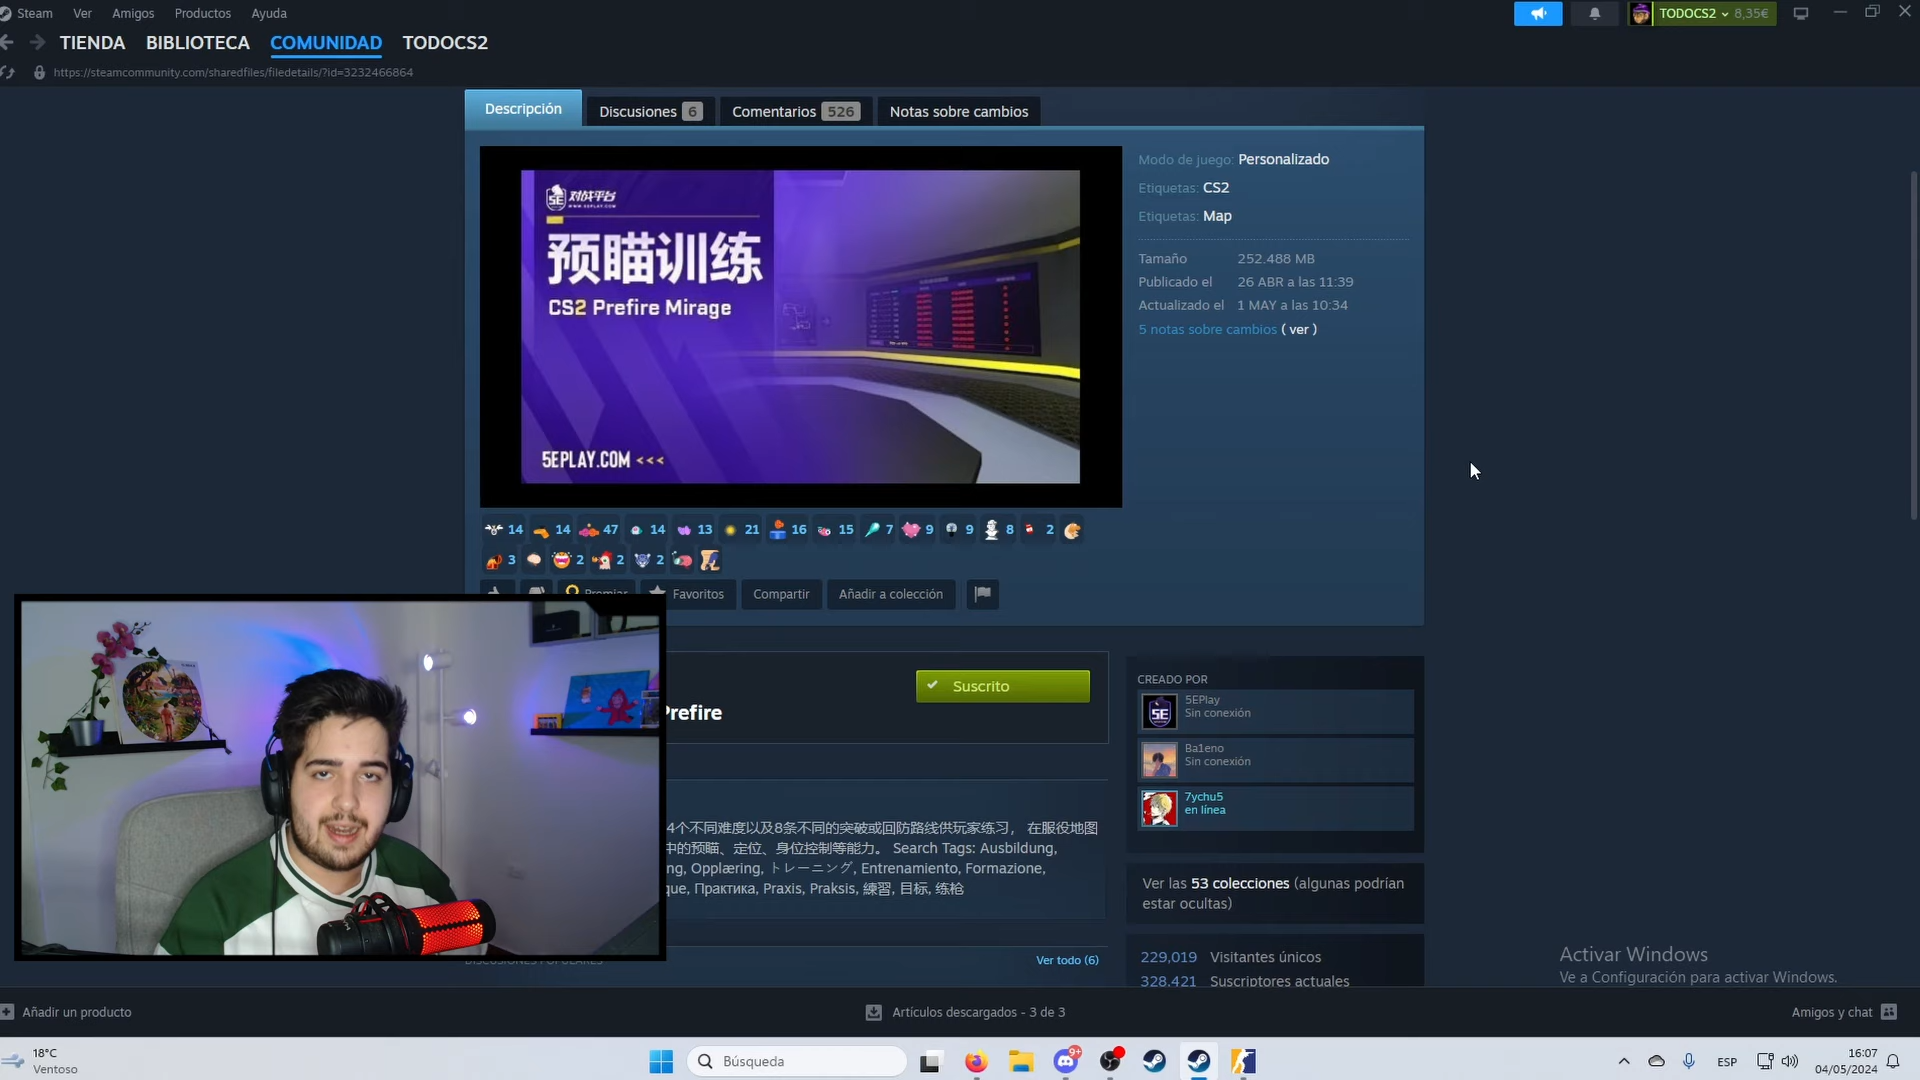 Steam Ver Amigos Productos Ayuda
TODOCS2 8,35€
TIENDA BIBLIOTECA COMUNIDAD TODOCS2
https://steamcommunity.com/sharedfiles/filedetails/?id=3232466864
Descripción Discusiones 6 Comentarios 526 Notas sobre cambios
5E对战平台
预瞄训练
CS2 Prefire Mirage
5EPLAY.COM <<<
Modo de juego: Personalizado
Etiquetas: CS2
Etiquetas: Map
Tamaño 252.488 MB
Publicado el 26 ABR a las 11:39
Actualizado el 1 MAY a las 10:34
5 notas sobre cambios ( ver )
14 14 47 14 13 21 16 15 7 9 9 8 2
3 2 2 2
Premiar Favoritos Compartir Añadir a colección
Suscrito
Prefire
4个不同难度以及8条不同的突破或回防路线供玩家练习， 在服役地图
中的预瞄、定位、身位控制等能力。 Search Tags: Ausbildung,
ng, Opplæring, トレーニング, Entrenamiento, Formazione,
que, Практика, Praxis, Praksis, 練習, 目标, 练枪
DISCUSIONES POPULARES Ver todo (6)
CREADO POR
5EPlay
Sin conexión
Ba1eno
Sin conexión
7ychu5
en línea
Ver las 53 colecciones (algunas podrían
estar ocultas)
229,019 Visitantes únicos
328,421 Suscriptores actuales
Activar Windows
Ve a Configuración para activar Windows.
Añadir un producto
Artículos descargados - 3 de 3
Amigos y chat
18°C
Ventoso
Búsqueda
9+
ESP
16:07
04/05/2024